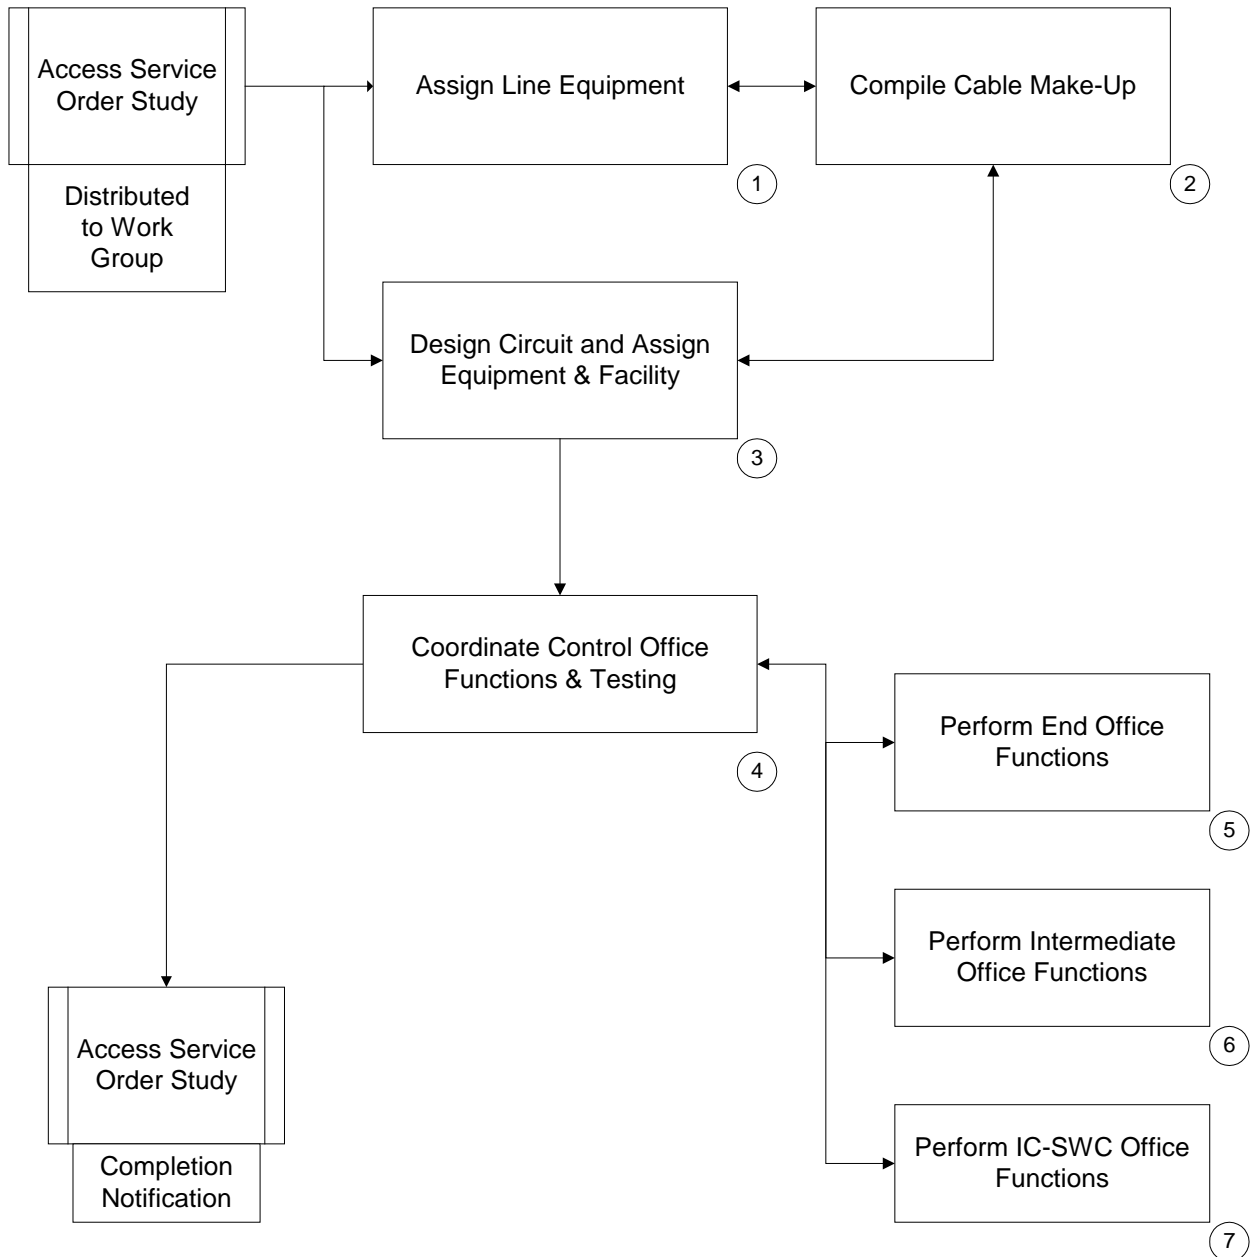 Access Service
Order Study
Distributed
to Work
Group
Assign Line Equipment
1
Compile Cable Make-Up
2
Design Circuit and Assign
Equipment & Facility
3
Coordinate Control Office
Functions & Testing
4
Perform End Office
Functions
5
Perform Intermediate
Office Functions
6
Perform IC-SWC Office
Functions
7
Access Service
Order Study
Completion
Notification